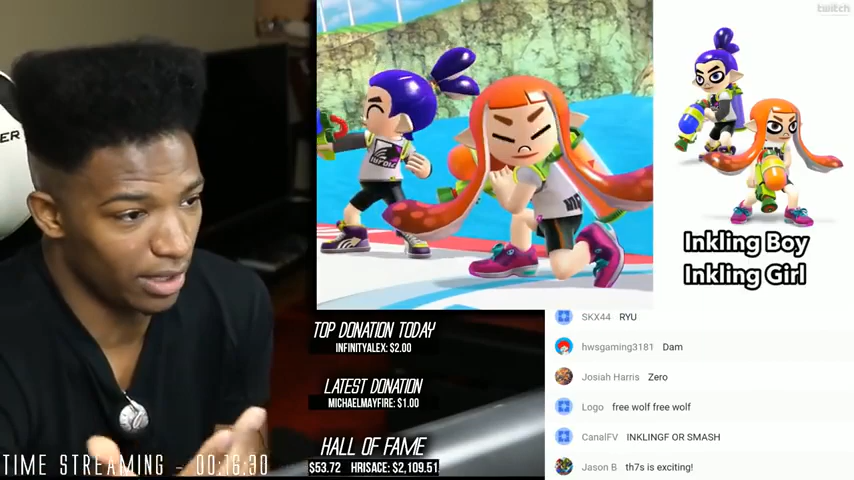 ER
twitch
Inkling Boy
Inkling Girl
TOP DONATION TODAY
INFINITYALEX: $2.00
LATEST DONATION
MICHAELMAYFIRE: $1.00
HALL OF FAME
$53.72 HRISACE: $2,109.51
TIME STREAMING - 00:16:30
SKX44 RYU
hwsgaming3181 Dam
Josiah Harris Zero
Logo free wolf free wolf
CanalFV INKLINGF OR SMASH
Jason B th7s is exciting!